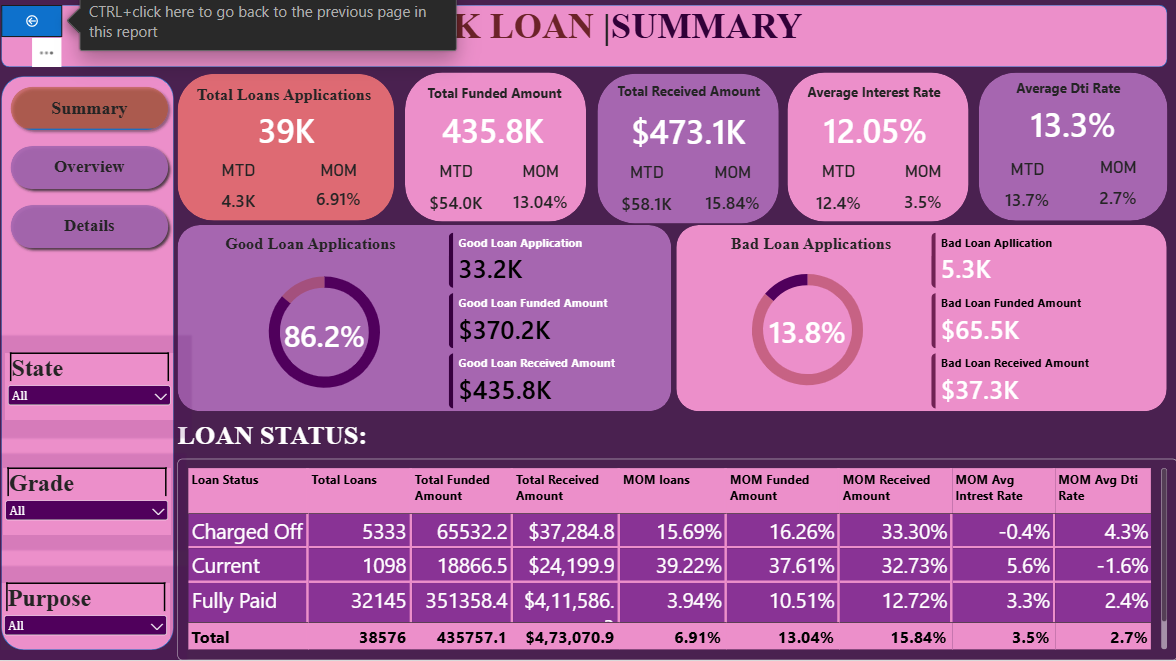 CTRL+click here to go back to the previous page in
this report
K LOAN |SUMMARY
Summary
Overview
Details
State
All
Grade
All
Purpose
All
Total Loans Applications
39K
MTD MOM
4.3K 6.91%
Total Funded Amount
435.8K
MTD MOM
$54.0K 13.04%
Total Received Amount
$473.1K
MTD MOM
$58.1K 15.84%
Average Interest Rate
12.05%
MTD MOM
12.4% 3.5%
Average Dti Rate
13.3%
MTD MOM
13.7% 2.7%
Good Loan Applications
86.2%
Good Loan Application
33.2K
Good Loan Funded Amount
$370.2K
Good Loan Received Amount
$435.8K
Bad Loan Applications
13.8%
Bad Loan Apllication
5.3K
Bad Loan Funded Amount
$65.5K
Bad Loan Received Amount
$37.3K
LOAN STATUS:
Loan Status Total Loans Total Funded Amount Total Received Amount MOM loans MOM Funded Amount MOM Received Amount MOM Avg Intrest Rate MOM Avg Dti Rate
Charged Off 5333 65532.2 $37,284.8 15.69% 16.26% 33.30% -0.4% 4.3%
Current 1098 18866.5 $24,199.9 39.22% 37.61% 32.73% 5.6% -1.6%
Fully Paid 32145 351358.4 $4,11,586. 3.94% 10.51% 12.72% 3.3% 2.4%
Total 38576 435757.1 $4,73,070.9 6.91% 13.04% 15.84% 3.5% 2.7%